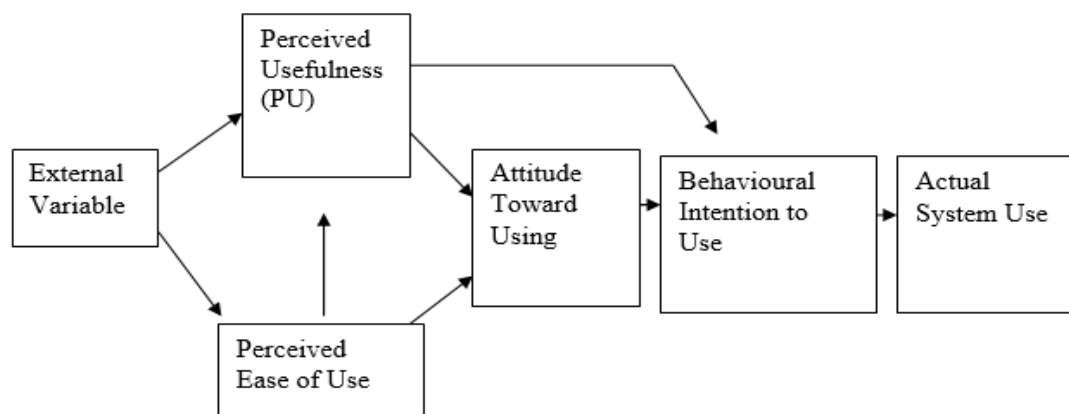 Perceived
Usefulness
(PU)
External
Variable
Attitude
Toward
Using
Behavioural
Intention to
Use
Actual
System Use
Perceived
Ease of Use